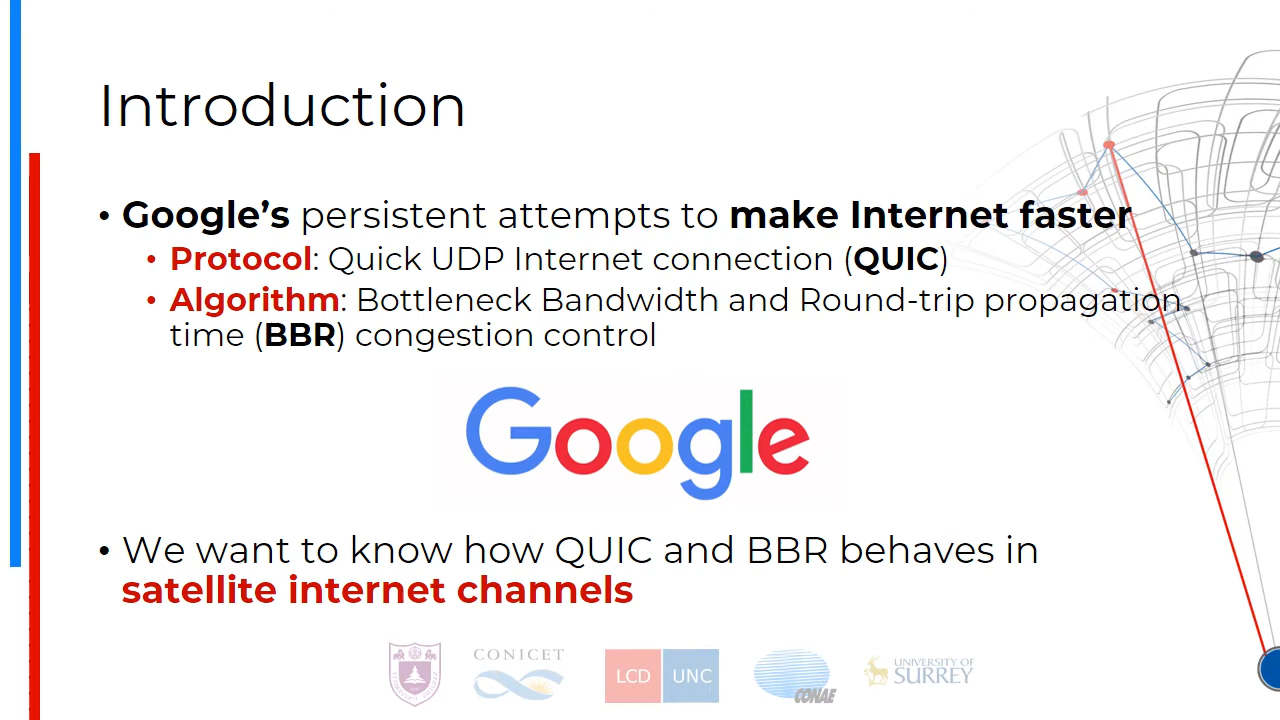 Introduction
• Google’s persistent attempts to make Internet faster
• Protocol: Quick UDP Internet connection (QUIC)
• Algorithm: Bottleneck Bandwidth and Round-trip propagation
time (BBR) congestion control
Google
• We want to know how QUIC and BBR behaves in
satellite internet channels
CONICET
LCD UNC
CONAE
UNIVERSITY OF
SURREY